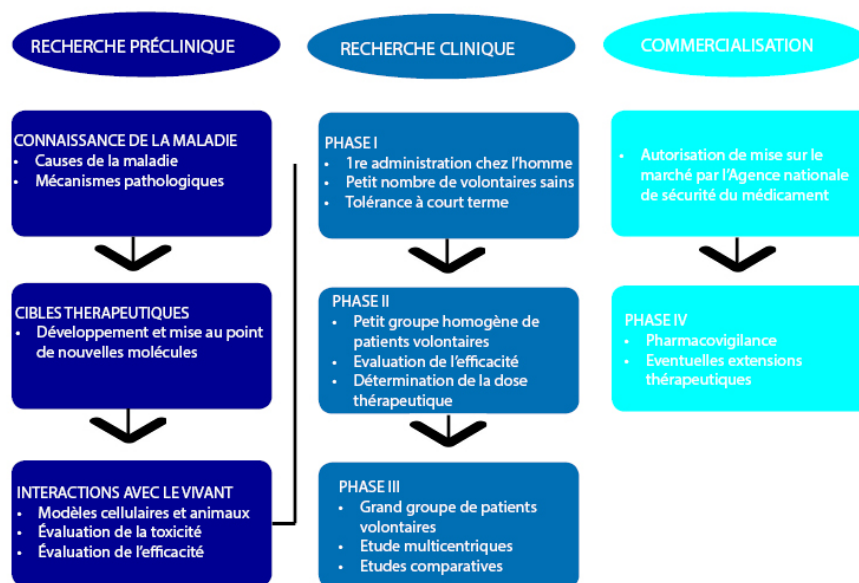 RECHERCHE PRÉCLINIQUE
CONNAISSANCE DE LA MALADIE
• Causes de la maladie
• Mécanismes pathologiques
CIBLES THERAPEUTIQUES
• Développement et mise au point
de nouvelles molécules
INTERACTIONS AVEC LE VIVANT
• Modèles cellulaires et animaux
• Évaluation de la toxicité
• Évaluation de l'efficacité
RECHERCHE CLINIQUE
PHASE I
• 1re administration chez l'homme
• Petit nombre de volontaires sains
• Tolérance à court terme
PHASE II
• Petit groupe homogène de
patients volontaires
• Evaluation de l'efficacité
• Détermination de la dose
thérapeutique
PHASE III
• Grand groupe de patients
volontaires
• Etude multicentriques
• Etudes comparatives
COMMERCIALISATION
• Autorisation de mise sur le
marché par l'Agence nationale
de sécurité du médicament
PHASE IV
• Pharmacovigilance
• Eventuelles extensions
thérapeutiques